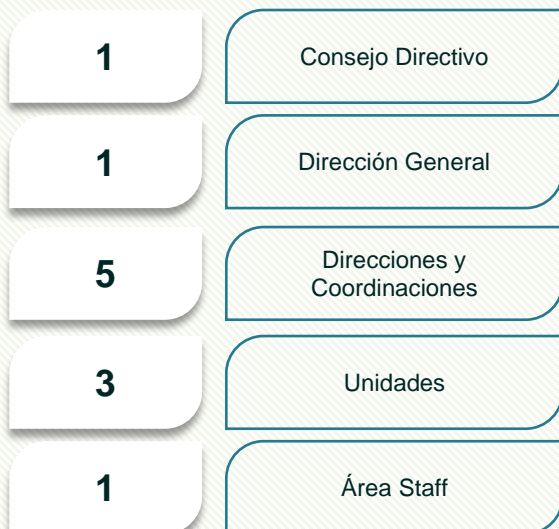 1
Consejo Directivo
1
Dirección General
5
Direcciones y
Coordinaciones
3
Unidades
1
Área Staff